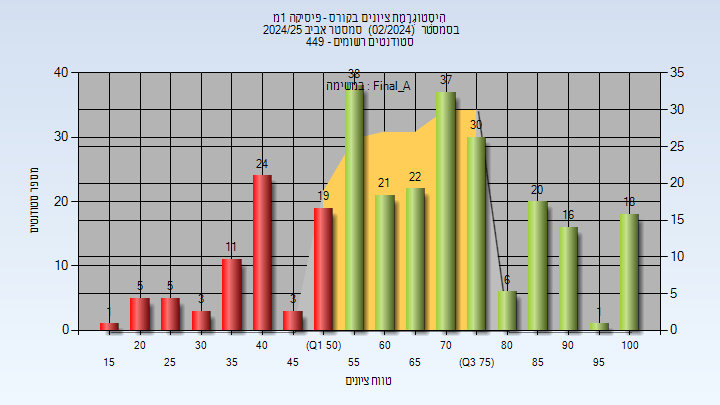 היסטוגרמת ציונים בקורס - פיסיקה 1מ
בסמסטר (02/2024) סמסטר אביב 2024/25
סטודנטים רשומים - 449
במשימה : Final_A
40 30 20 10 0
מספר סטודנטים
35 30 25 20 15 10 5 0
1 5 5 3 11 24 3 19 38 21 22 37 30 6 20 16 1 18
20 30 40 (Q1 50) 60 70 80 90 100
15 25 35 45 55 65 (Q3 75) 85 95
טווח ציונים